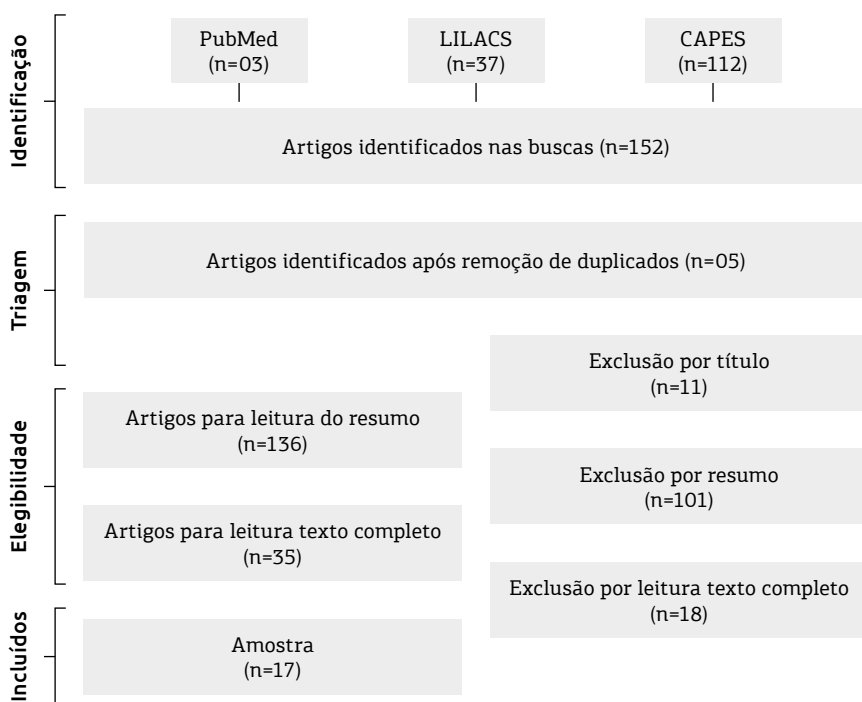 Identificação
PubMed
(n=03)
LILACS
(n=37)
CAPES
(n=112)
Artigos identificados nas buscas (n=152)
Triagem
Artigos identificados após remoção de duplicados (n=05)
Exclusão por título
(n=11)
Elegibilidade
Artigos para leitura do resumo
(n=136)
Exclusão por resumo
(n=101)
Artigos para leitura texto completo
(n=35)
Exclusão por leitura texto completo
(n=18)
Incluídos
Amostra
(n=17)